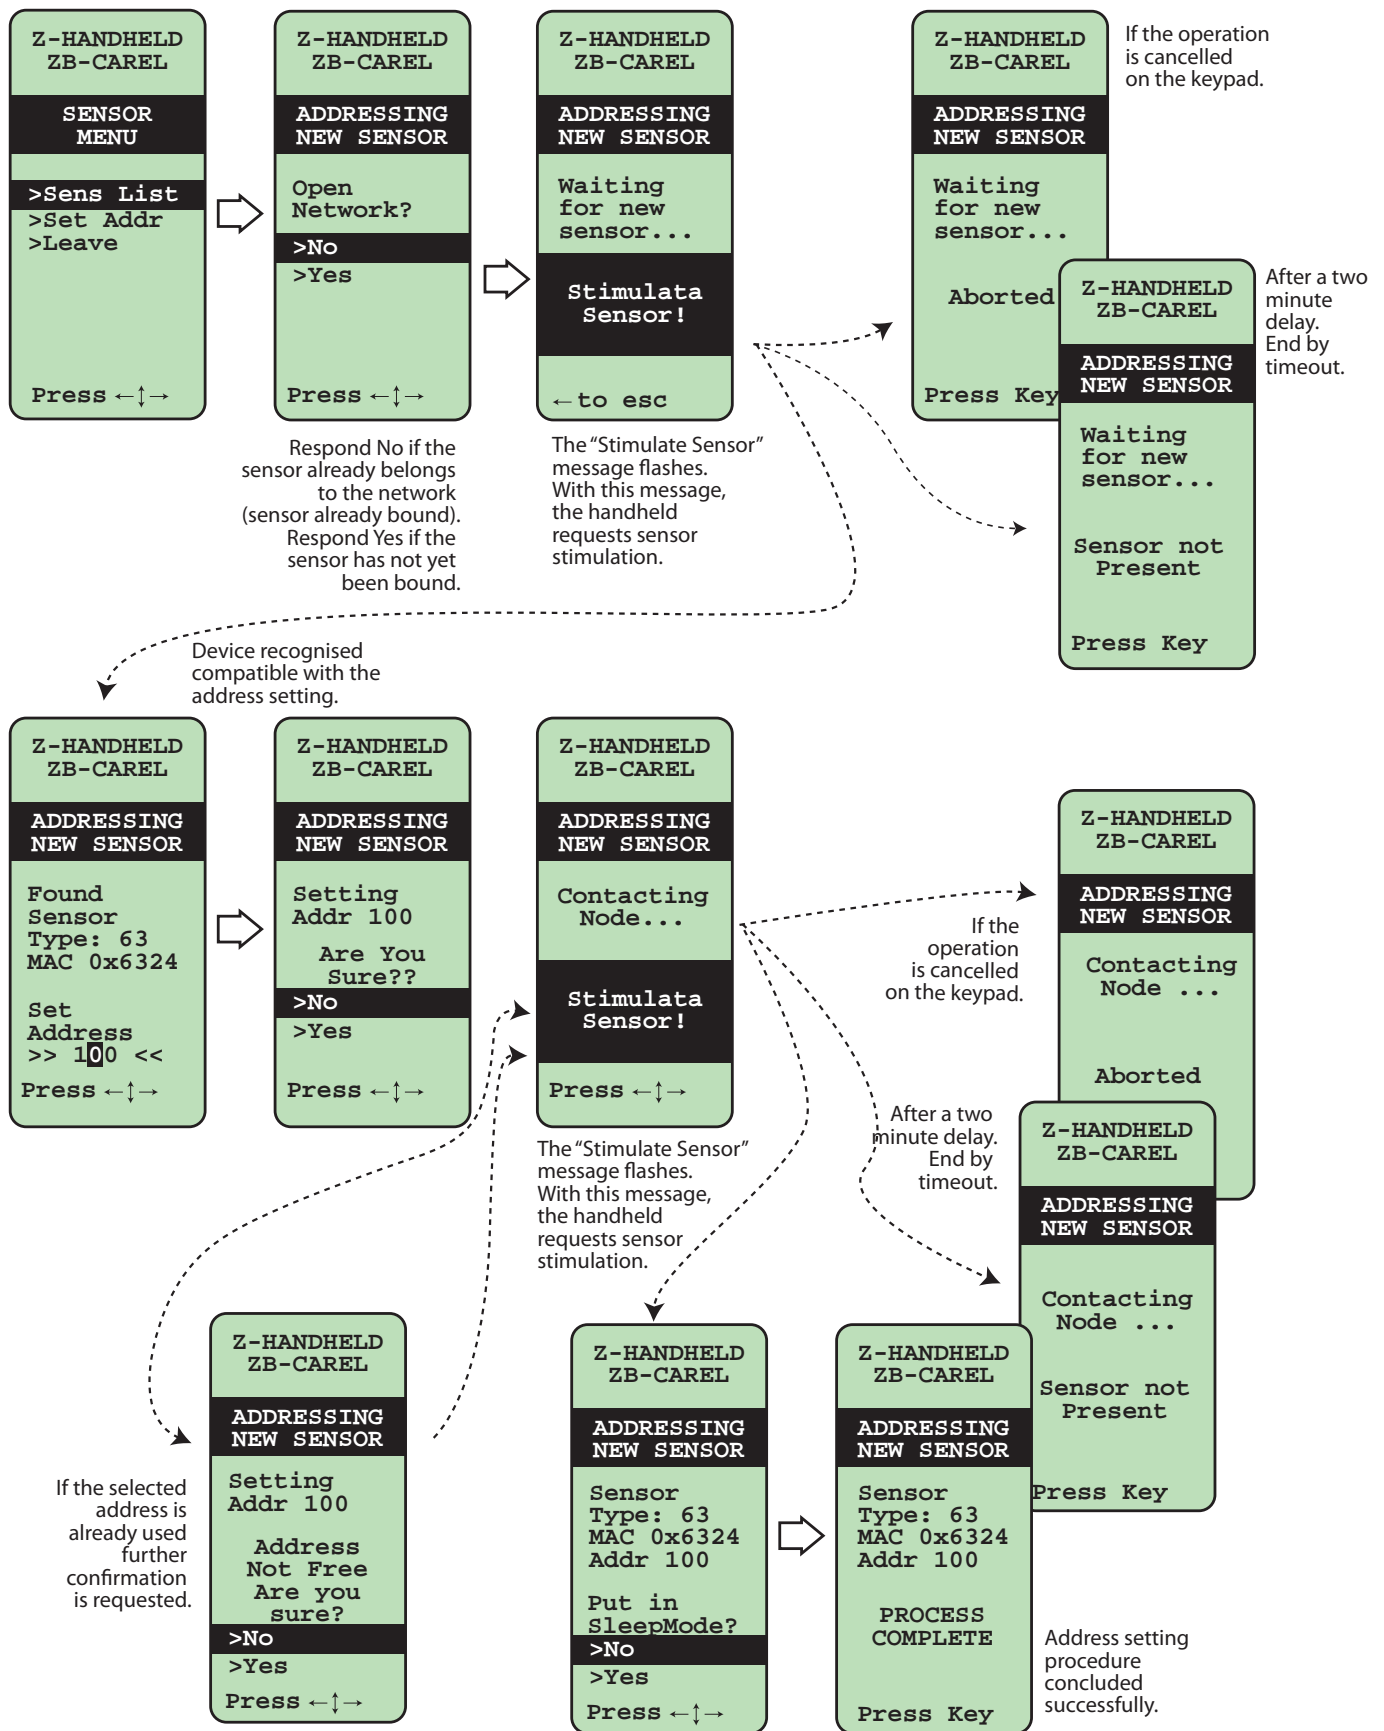 Z-HANDHELD
ZB-CAREL
SENSOR
MENU
>Sens List
>Set Addr
>Leave
Press ←↕→
Z-HANDHELD
ZB-CAREL
ADDRESSING
NEW SENSOR
Open
Network?
>No
>Yes
Press ←↕→
Respond No if the
sensor already belongs
to the network
(sensor already bound).
Respond Yes if the
sensor has not yet
been bound.
Z-HANDHELD
ZB-CAREL
ADDRESSING
NEW SENSOR
Waiting
for new
sensor...
Stimulata
Sensor!
← to esc
The “Stimulate Sensor”
message flashes.
With this message,
the handheld
requests sensor
stimulation.
Z-HANDHELD
ZB-CAREL
ADDRESSING
NEW SENSOR
Waiting
for new
sensor...
Aborted
Press Key
If the operation
is cancelled
on the keypad.
Z-HANDHELD
ZB-CAREL
ADDRESSING
NEW SENSOR
Waiting
for new
sensor...
Sensor not
Present
Press Key
After a two
minute
delay.
End by
timeout.
Device recognised
compatible with the
address setting.
Z-HANDHELD
ZB-CAREL
ADDRESSING
NEW SENSOR
Found
Sensor
Type: 63
MAC 0x6324
Set
Address
>> 100 <<
Press ←↕→
Z-HANDHELD
ZB-CAREL
ADDRESSING
NEW SENSOR
Setting
Addr 100
Are You
Sure??
>No
>Yes
Press ←↕→
Z-HANDHELD
ZB-CAREL
ADDRESSING
NEW SENSOR
Contacting
Node...
Stimulata
Sensor!
Press ←↕→
The “Stimulate Sensor”
message flashes.
With this message,
the handheld
requests sensor
stimulation.
If the
operation
is cancelled
on the keypad.
Z-HANDHELD
ZB-CAREL
ADDRESSING
NEW SENSOR
Contacting
Node ...
Aborted
After a two
minute delay.
End by
timeout.
Z-HANDHELD
ZB-CAREL
ADDRESSING
NEW SENSOR
Contacting
Node ...
Sensor not
Present
Press Key
If the selected
address is
already used
further
confirmation
is requested.
Z-HANDHELD
ZB-CAREL
ADDRESSING
NEW SENSOR
Setting
Addr 100
Address
Not Free
Are you
sure?
>No
>Yes
Press ←↕→
Z-HANDHELD
ZB-CAREL
ADDRESSING
NEW SENSOR
Sensor
Type: 63
MAC 0x6324
Addr 100
Put in
SleepMode?
>No
>Yes
Press ←↕→
Z-HANDHELD
ZB-CAREL
ADDRESSING
NEW SENSOR
Sensor
Type: 63
MAC 0x6324
Addr 100
PROCESS
COMPLETE
Press Key
Address setting
procedure
concluded
successfully.